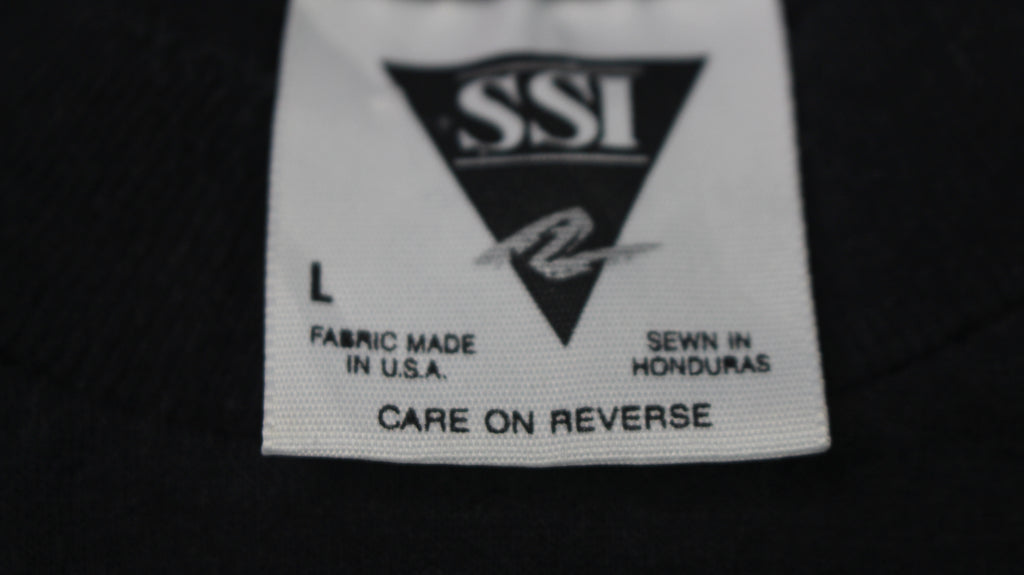 SSI
L
FABRIC MADE
IN U.S.A.
SEWN IN
HONDURAS
CARE ON REVERSE